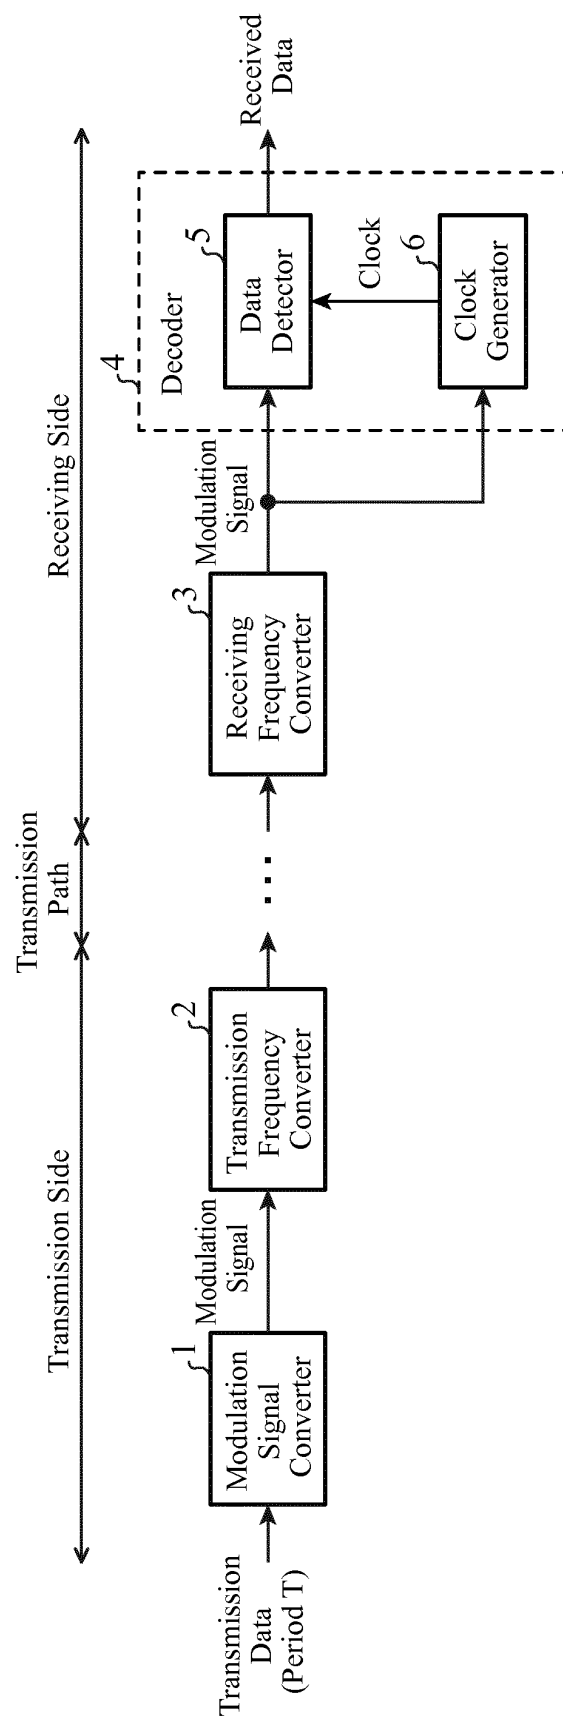 Transmission Side
Transmission
Path
Receiving Side
Transmission
Data
(Period T)
1
Modulation
Signal
Converter
Modulation
Signal
2
Transmission
Frequency
Converter
...
3
Receiving
Frequency
Converter
Modulation
Signal
4
Decoder
5
Data
Detector
Clock
6
Clock
Generator
Received
Data